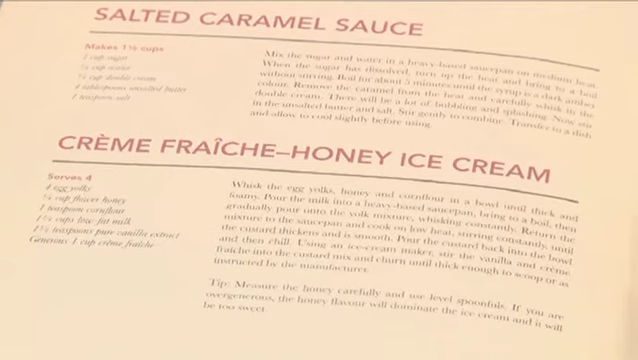 SALTED CARAMEL SAUCE
Makes 1½ cups
1 cup sugar
cup water
cup double cream
4 tablespoons unsalted butter
1 teaspoon salt
Mix the sugar and water in a heavy-based saucepan on medium heat.
When the sugar has dissolved, turn up the heat and bring to a boil
without stirring. Boil for about 5 minutes until the syrup is a dark amber
colour. Remove the caramel from the heat and carefully whisk in the
double cream. There will be a lot of bubbling and splashing. Now stir
in the unsalted butter and salt. Stir gently to combine. Transfer to a dish
and allow to cool slightly before using.
CRÈME FRAÎCHE–HONEY ICE CREAM
Serves 4
4 egg yolks
cup flower honey
1 teaspoon cornflour
cups low-fat milk
1½ teaspoons pure vanilla extract
Generous 1 cup crème fraîche
Whisk the egg yolks, honey and cornflour in a bowl until thick and
foamy. Pour the milk into a heavy-based saucepan, bring to a boil, then
gradually pour onto the yolk mixture, whisking constantly. Return the
mixture to the saucepan and cook on low heat, stirring constantly, until
the custard thickens and is smooth. Pour the custard back into the bowl
and then chill. Using an ice-cream maker, stir the vanilla and crème
fraîche into the custard mix and churn until thick enough to scoop or as
instructed by the manufacturer.
Tip: Measure the honey carefully and use level spoonfuls. If you are
overgenerous, the honey flavour will dominate the ice cream and it will
be too sweet.